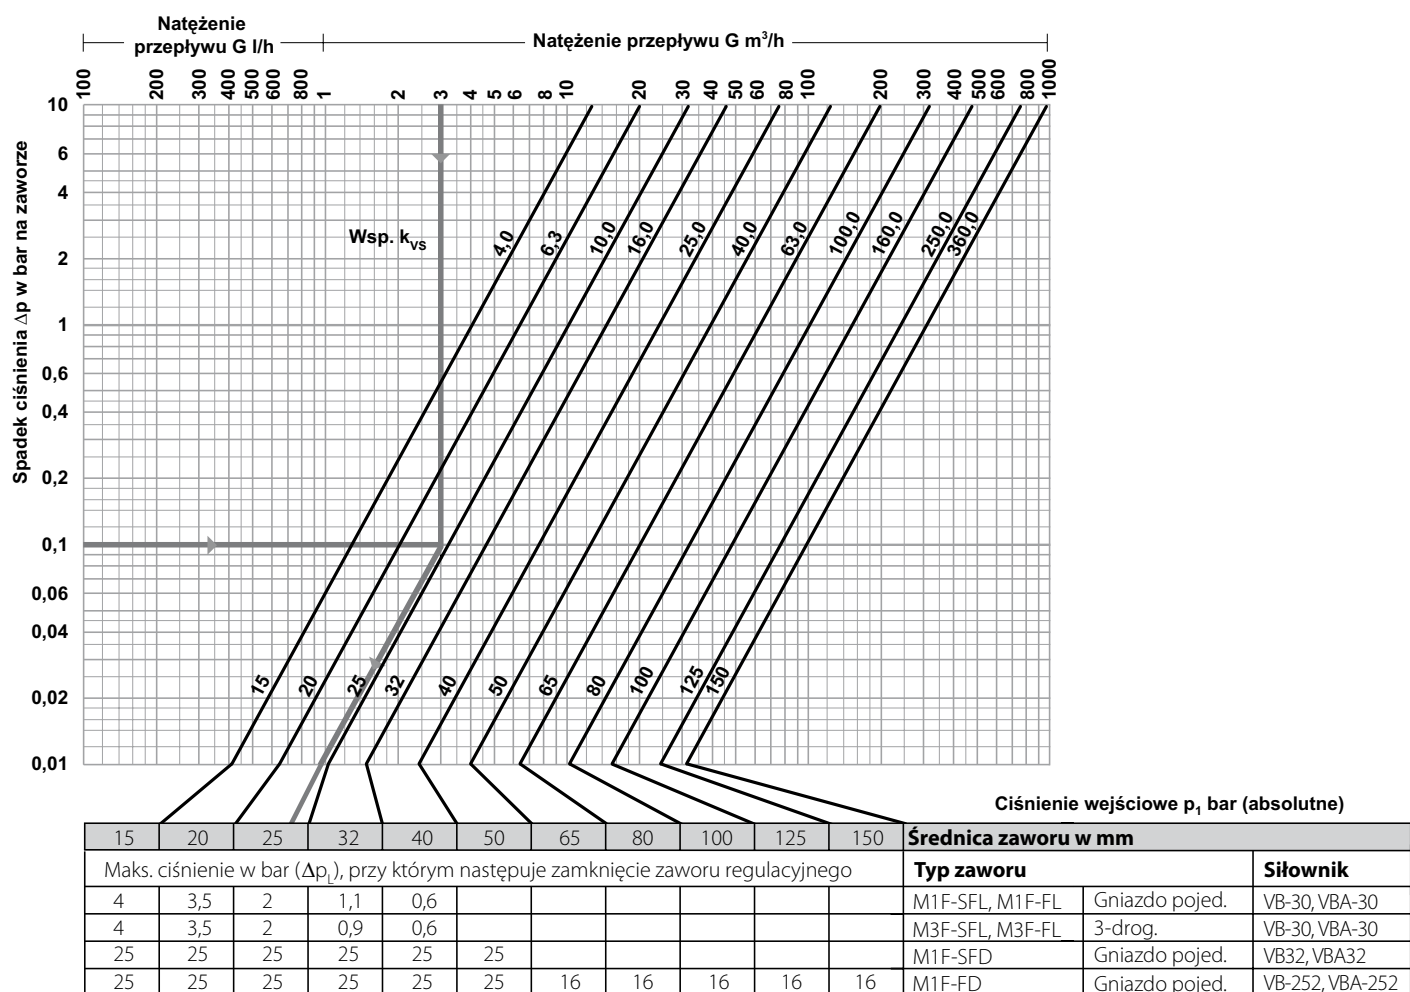 Natężenie
przepływu G l/h
Natężenie przepływu G m³/h
100 200 300 400 500 600 800 1 2 3 4 5 6 8 10 20 30 40 50 60 80 100 200 300 400 500 600 800 1000
Spadek ciśnienia Δp w bar na zaworze
10
6
4
2
1
0,6
0,4
0,2
0,1
0,06
0,04
0,02
0,01
Wsp. kVS
4,0 6,3 10,0 16,0 25,0 40,0 63,0 100,0 160,0 250,0 360,0
15 20 25 32 40 50 65 80 100 125 150
Ciśnienie wejściowe p₁ bar (absolutne)
15 20 25 32 40 50 65 80 100 125 150 Średnica zaworu w mm
Maks. ciśnienie w bar (ΔpL), przy którym następuje zamknięcie zaworu regulacyjnego Typ zaworu Siłownik
4 3,5 2 1,1 0,6 M1F-SFL, M1F-FL Gniazdo pojed. VB-30, VBA-30
4 3,5 2 0,9 0,6 M3F-SFL, M3F-FL 3-drog. VB-30, VBA-30
25 25 25 25 25 25 M1F-SFD Gniazdo pojed. VB32, VBA32
25 25 25 25 25 25 16 16 16 16 16 M1F-FD Gniazdo pojed. VB-252, VBA-252